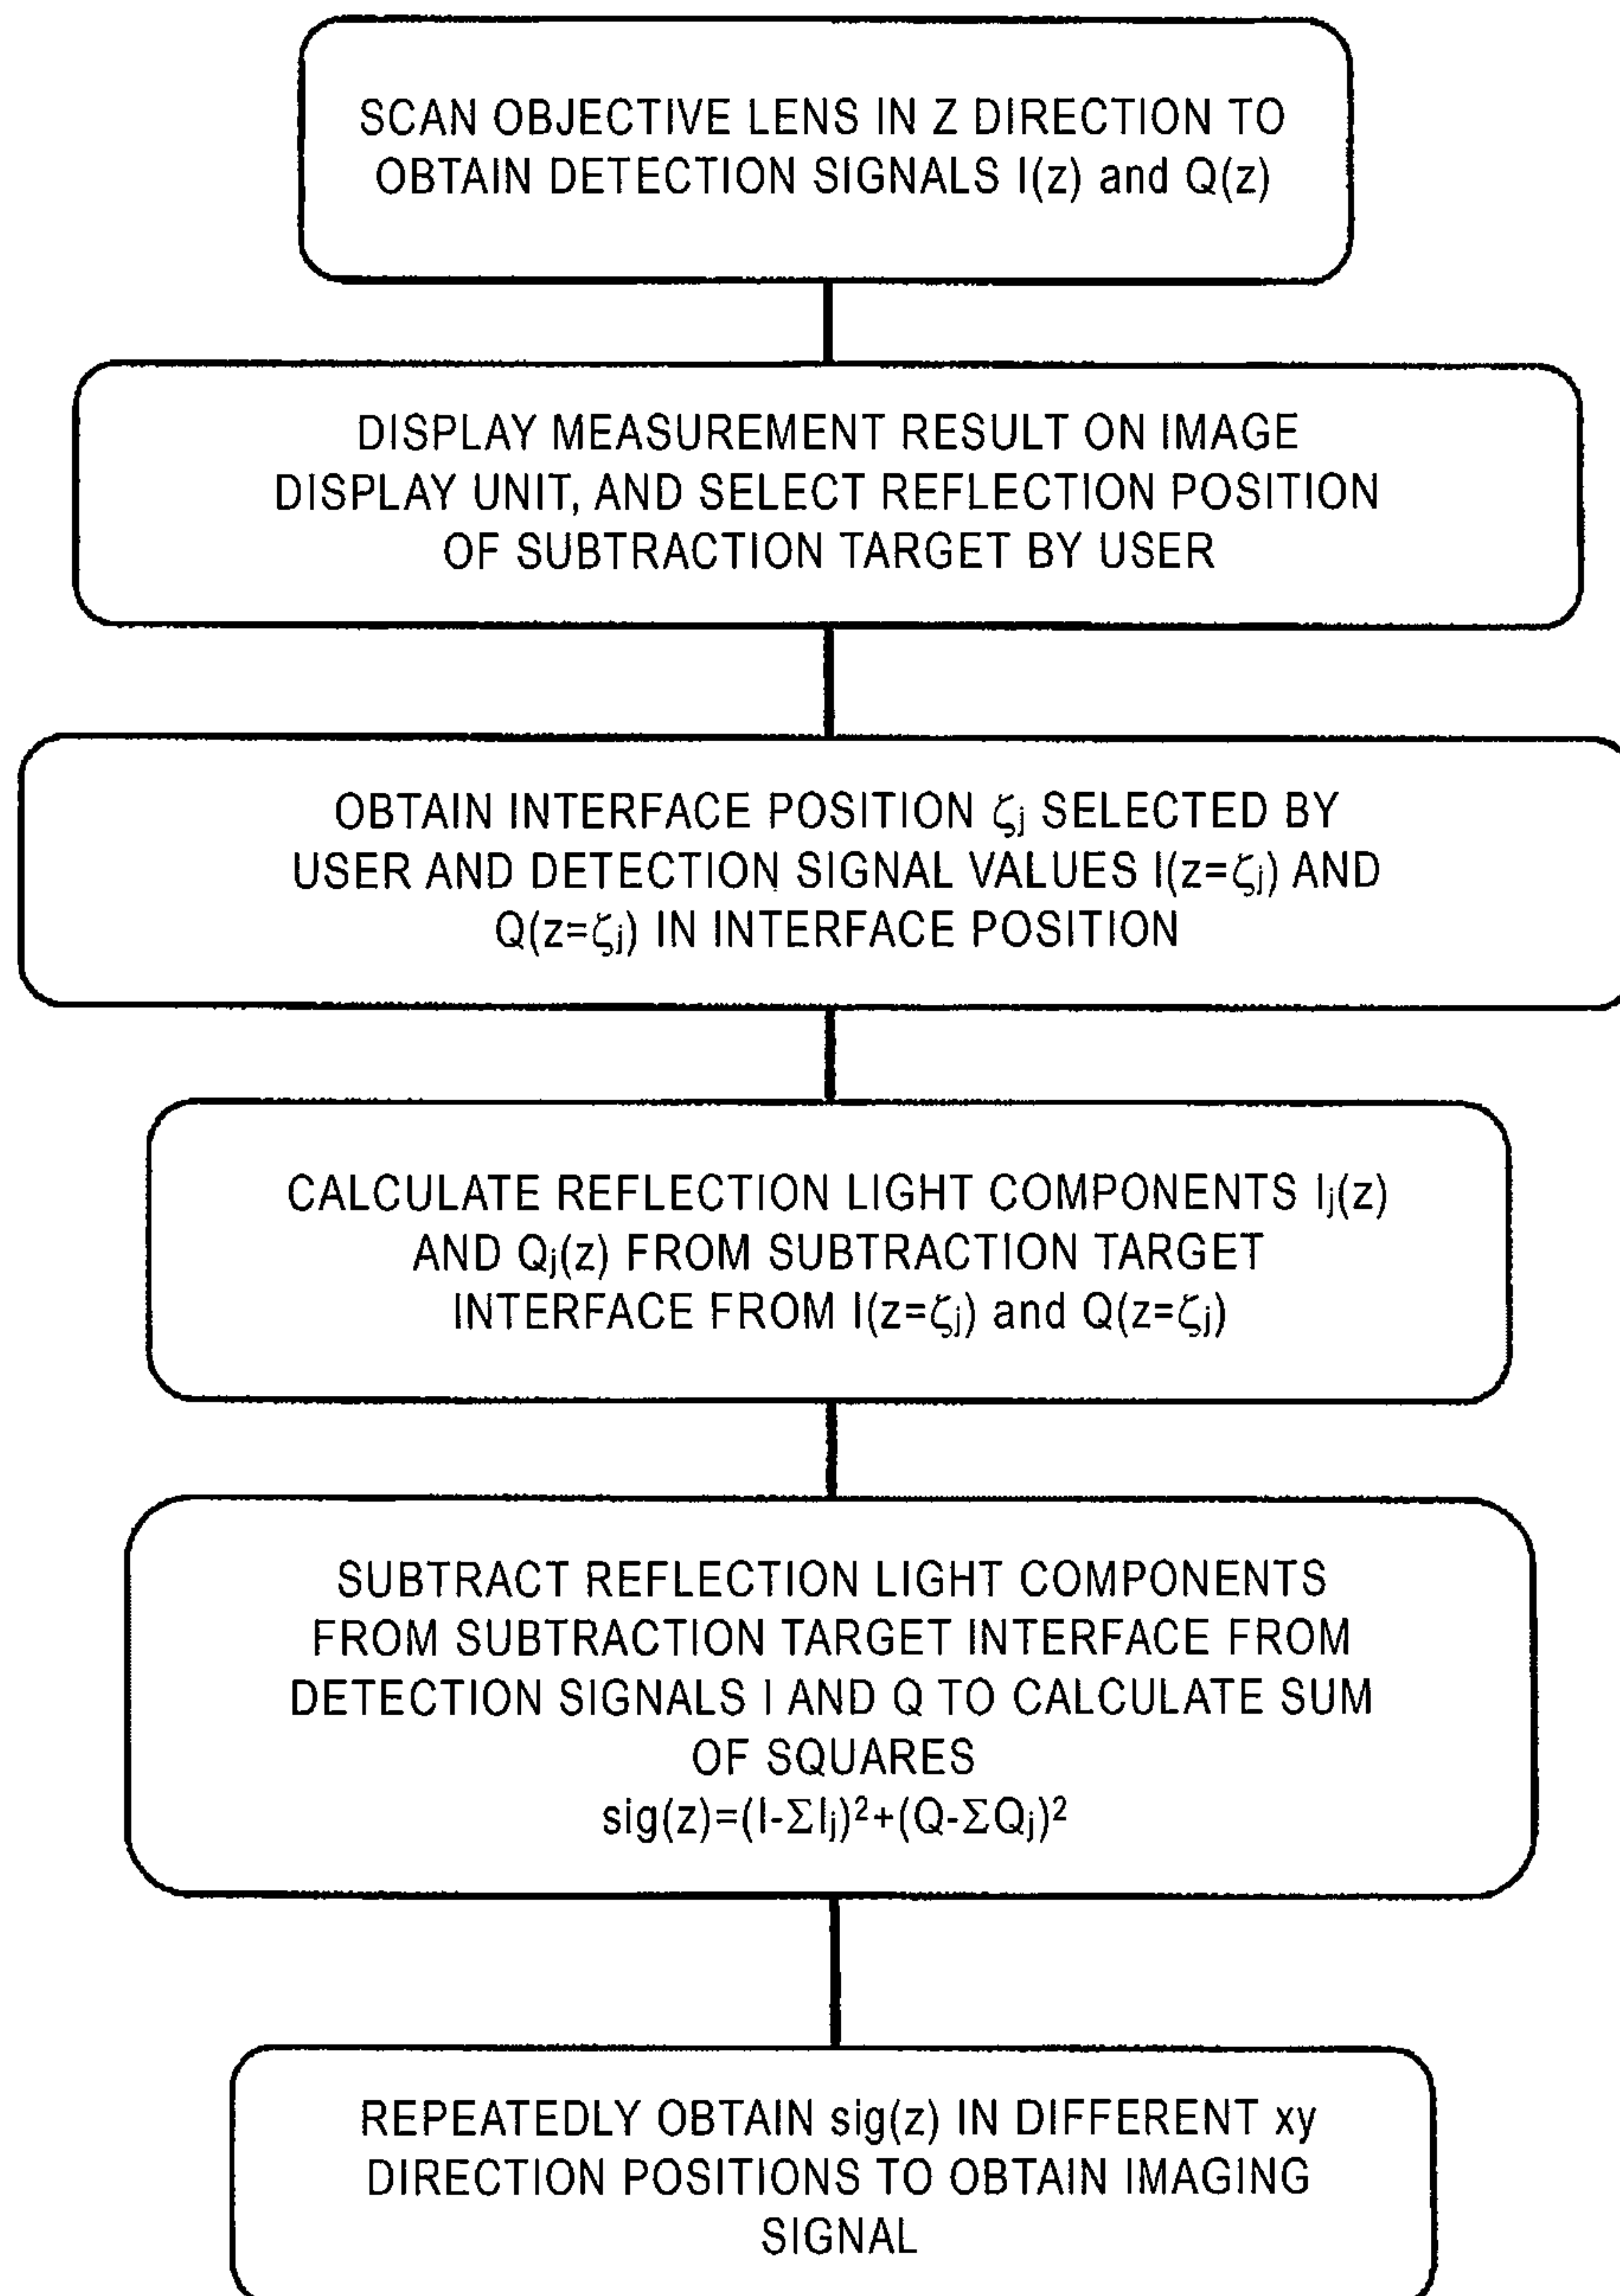 SCAN OBJECTIVE LENS IN Z DIRECTION TO
OBTAIN DETECTION SIGNALS I(z) and Q(z)
DISPLAY MEASUREMENT RESULT ON IMAGE
DISPLAY UNIT, AND SELECT REFLECTION POSITION
OF SUBTRACTION TARGET BY USER
OBTAIN INTERFACE POSITION ζj SELECTED BY
USER AND DETECTION SIGNAL VALUES I(z=ζj) AND
Q(z=ζj) IN INTERFACE POSITION
CALCULATE REFLECTION LIGHT COMPONENTS Ij(z)
AND Qj(z) FROM SUBTRACTION TARGET
INTERFACE FROM I(z=ζj) and Q(z=ζj)
SUBTRACT REFLECTION LIGHT COMPONENTS
FROM SUBTRACTION TARGET INTERFACE FROM
DETECTION SIGNALS I AND Q TO CALCULATE SUM
OF SQUARES
sig(z)=(I-ΣIj)²+(Q-ΣQj)²
REPEATEDLY OBTAIN sig(z) IN DIFFERENT xy
DIRECTION POSITIONS TO OBTAIN IMAGING
SIGNAL